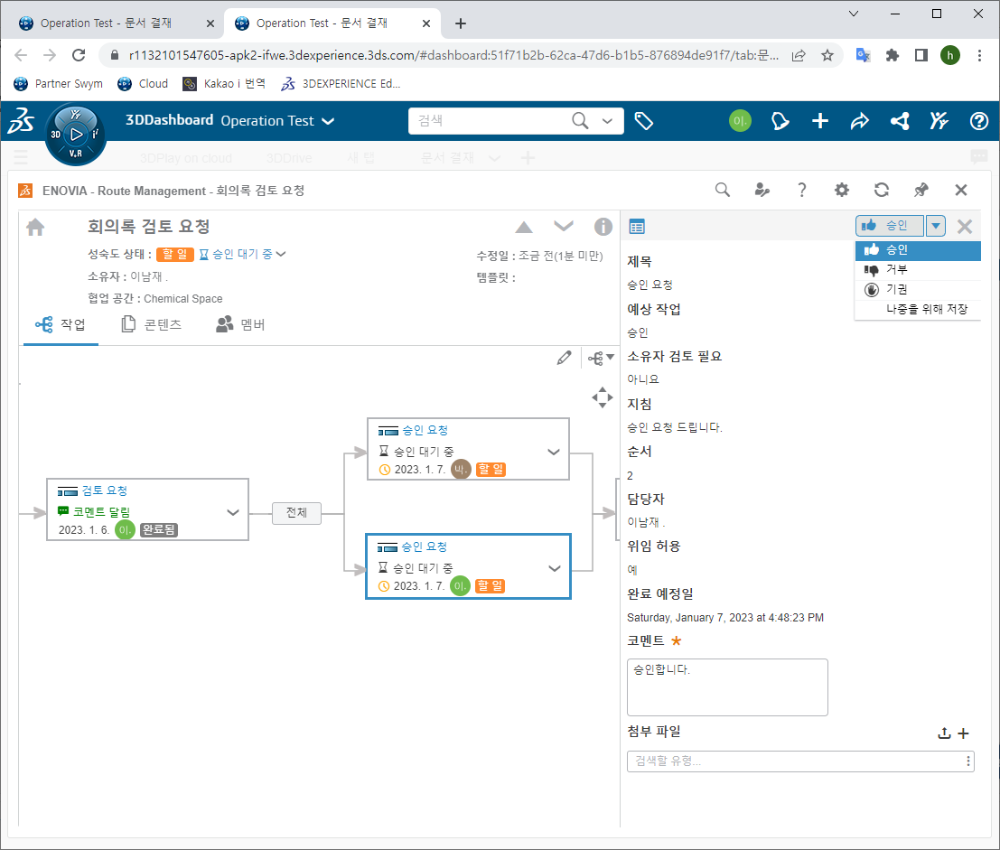 Operation Test - 문서 결재
Operation Test - 문서 결재
r1132101547605-apk2-ifwe.3dexperience.3ds.com/#dashboard:51f71b2b-62ca-47d6-b1b5-876894de91f7/tab:문...
h
Partner Swym
Cloud
Kakao i 번역
3DEXPERIENCE Ed...
3D
V.R
3DDashboard Operation Test
검색
이.
3DPlay on cloud
3DDrive
새 탭
문서 결재
ENOVIA - Route Management - 회의록 검토 요청
회의록 검토 요청
성숙도 상태 : 할 일 승인 대기 중
소유자 : 이남재 .
협업 공간 : Chemical Space
수정일 : 조금 전(1분 미만)
템플릿 :
작업
콘텐츠
멤버
검토 요청
코멘트 달림
2023. 1. 6. 이. 완료됨
전체
승인 요청
승인 대기 중
2023. 1. 7. 박. 할 일
승인 요청
승인 대기 중
2023. 1. 7. 이. 할 일
승인
승인
거부
기권
나중을 위해 저장
제목
승인 요청
예상 작업
승인
소유자 검토 필요
아니요
지침
승인 요청 드립니다.
순서
2
담당자
이남재 .
위임 허용
예
완료 예정일
Saturday, January 7, 2023 at 4:48:23 PM
코멘트 *
승인합니다.
첨부 파일
검색할 유형...